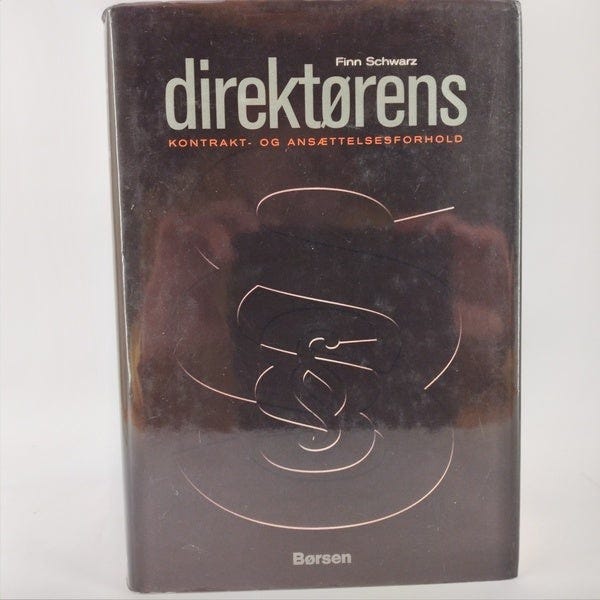 Finn Schwarz
direktørens
KONTRAKT- OG ANSÆTTELSESFORHOLD
Børsen